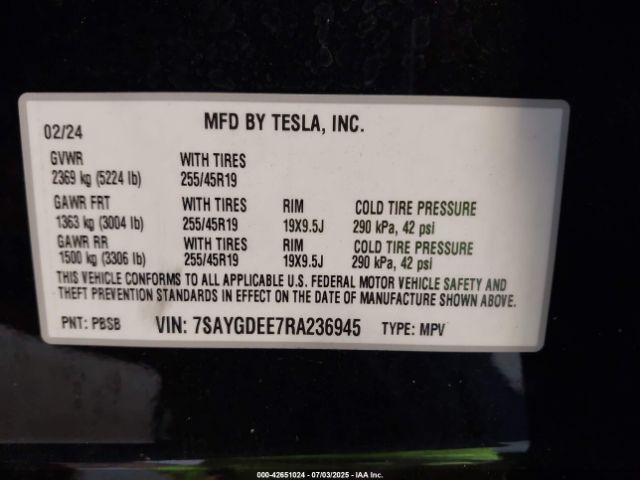 02/24 MFD BY TESLA, INC.
GVWR WITH TIRES
2369 kg (5224 lb) 255/45R19
GAWR FRT WITH TIRES RIM COLD TIRE PRESSURE
1363 kg (3004 lb) 255/45R19 19X9.5J 290 kPa, 42 psi
GAWR RR WITH TIRES RIM COLD TIRE PRESSURE
1500 kg (3306 lb) 255/45R19 19X9.5J 290 kPa, 42 psi
THIS VEHICLE CONFORMS TO ALL APPLICABLE U.S. FEDERAL MOTOR VEHICLE SAFETY AND
THEFT PREVENTION STANDARDS IN EFFECT ON THE DATE OF MANUFACTURE SHOWN ABOVE.
PNT: PBSB VIN: 7SAYGDEE7RA236945 TYPE: MPV
000-42651024 - 07/03/2025 - IAA Inc.